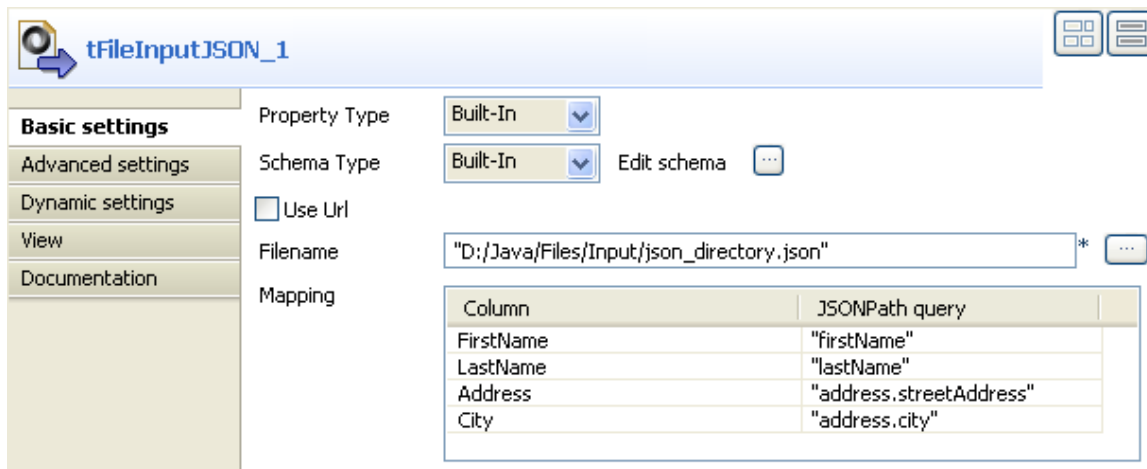 tFileInputJSON_1
Basic settings
Advanced settings
Dynamic settings
View
Documentation
Property Type Built-In
Schema Type Built-In Edit schema ...
Use Url
Filename "D:/Java/Files/Input/json_directory.json" * ...
Mapping
Column JSONPath query
FirstName "firstName"
LastName "lastName"
Address "address.streetAddress"
City "address.city"